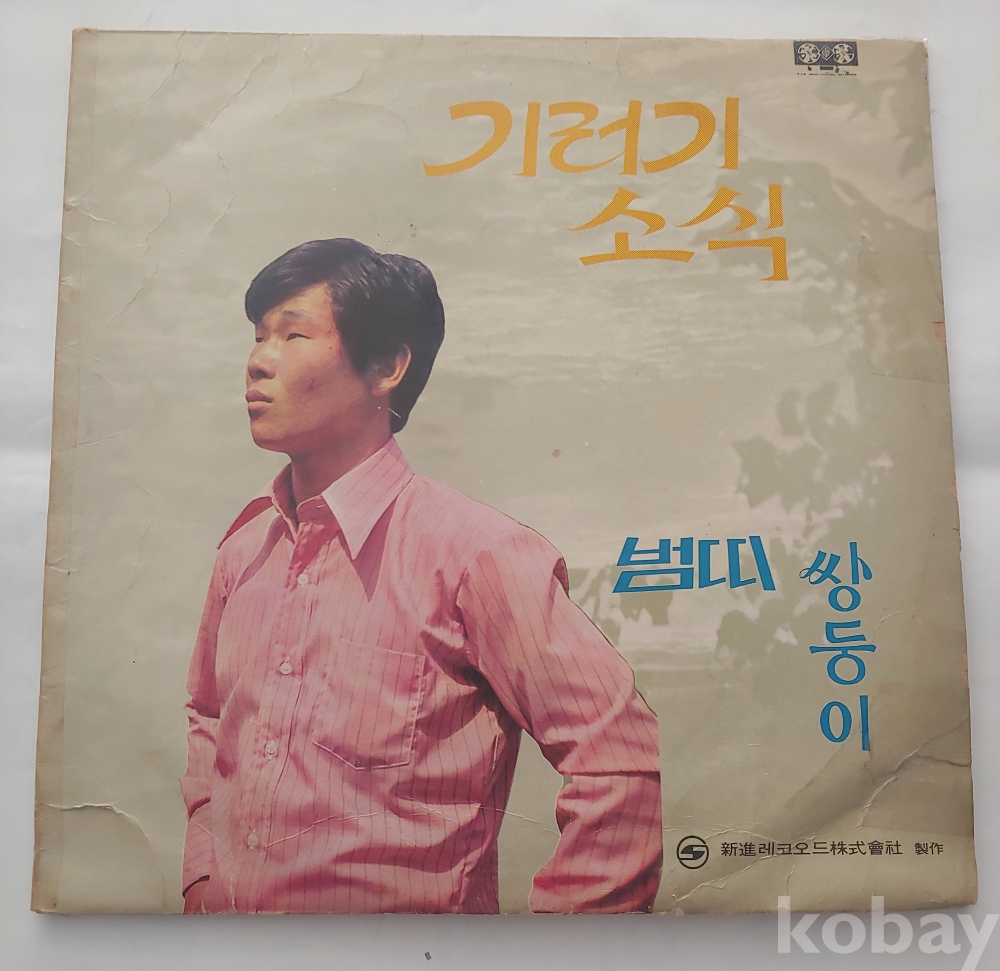 기러기
소식
범띠
쌍둥이
新進레코오드株式會社 製作
kobay